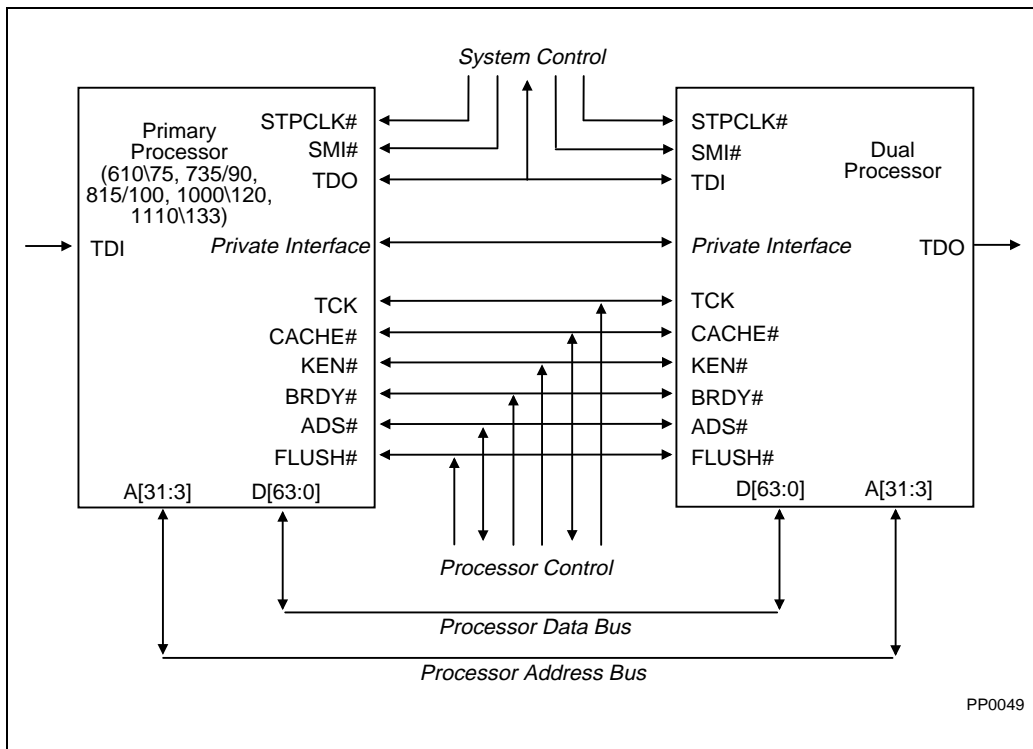 System Control
Primary
Processor
(610\75, 735/90,
815/100, 1000\120,
1110\133)
STPCLK#
SMI#
TDO
TDI
Private Interface
TCK
CACHE#
KEN#
BRDY#
ADS#
FLUSH#
A[31:3]
D[63:0]
STPCLK#
SMI#
TDI
Dual
Processor
Private Interface
TDO
TCK
CACHE#
KEN#
BRDY#
ADS#
FLUSH#
D[63:0]
A[31:3]
Processor Control
Processor Data Bus
Processor Address Bus
PP0049